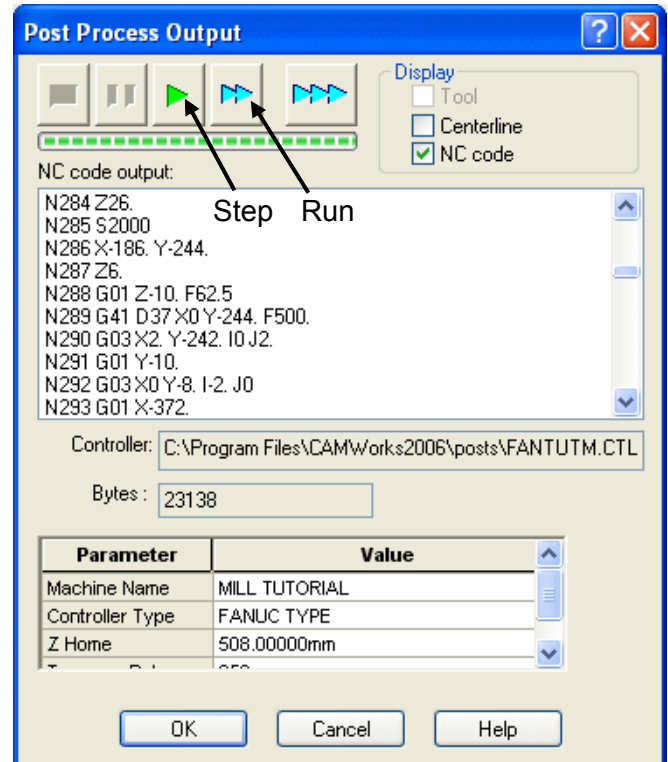 Post Process Output
Display
Tool
Centerline
NC code
NC code output:
Step Run
N284 Z26.
N285 S2000
N286 X-186. Y-244.
N287 Z6.
N288 G01 Z-10. F62.5
N289 G41 D37 X0 Y-244. F500.
N290 G03 X2. Y-242. I0 J2.
N291 G01 Y-10.
N292 G03 X0 Y-8. I-2. J0
N293 G01 X-372.
Controller: C:\Program Files\CAMWorks2006\posts\FANTUTM.CTL
Bytes : 23138
Parameter Value
Machine Name MILL TUTORIAL
Controller Type FANUC TYPE
Z Home 508.00000mm
OK Cancel Help